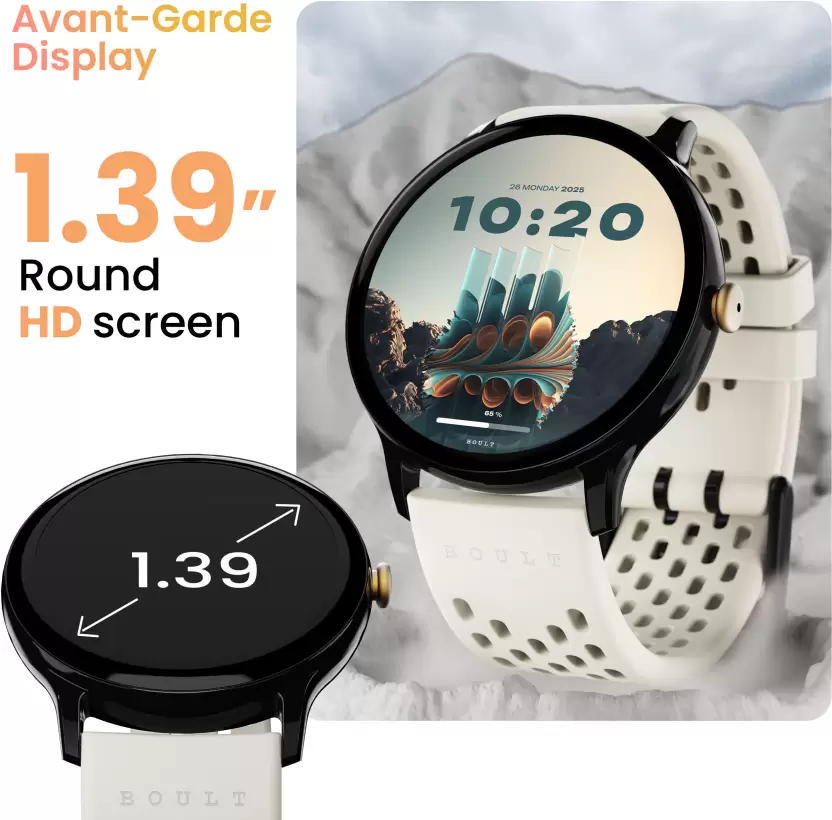 Avant-Garde
Display
1.39″
Round
HD screen
26 MONDAY 2025
10:20
65 %
BOULT
BOULT
1.39
BOULT